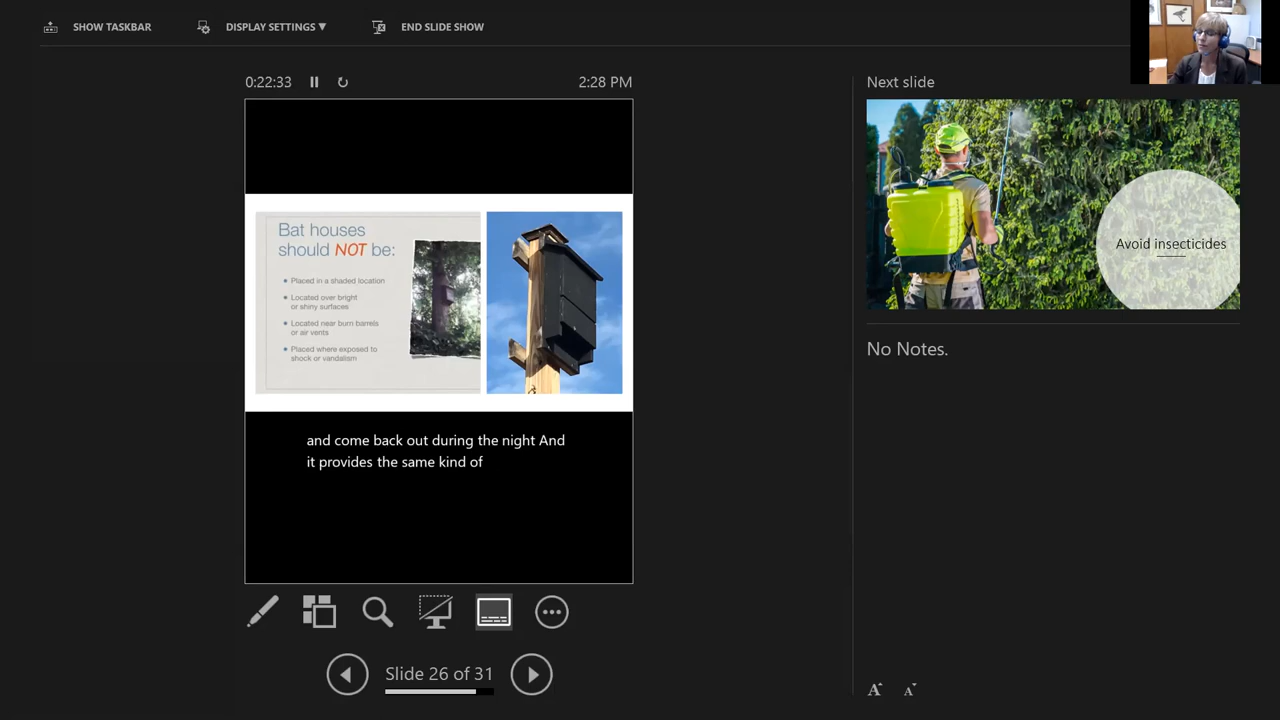 SHOW TASKBAR
DISPLAY SETTINGS ▼
END SLIDE SHOW
0:22:33
2:28 PM
Next slide
Bat houses
should NOT be:
• Placed in a shaded location
• Located over bright
or shiny surfaces
• Located near burn barrels
or air vents
• Placed where exposed to
shock or vandalism
Avoid insecticides
No Notes.
and come back out during the night And
it provides the same kind of
Slide 26 of 31
A A